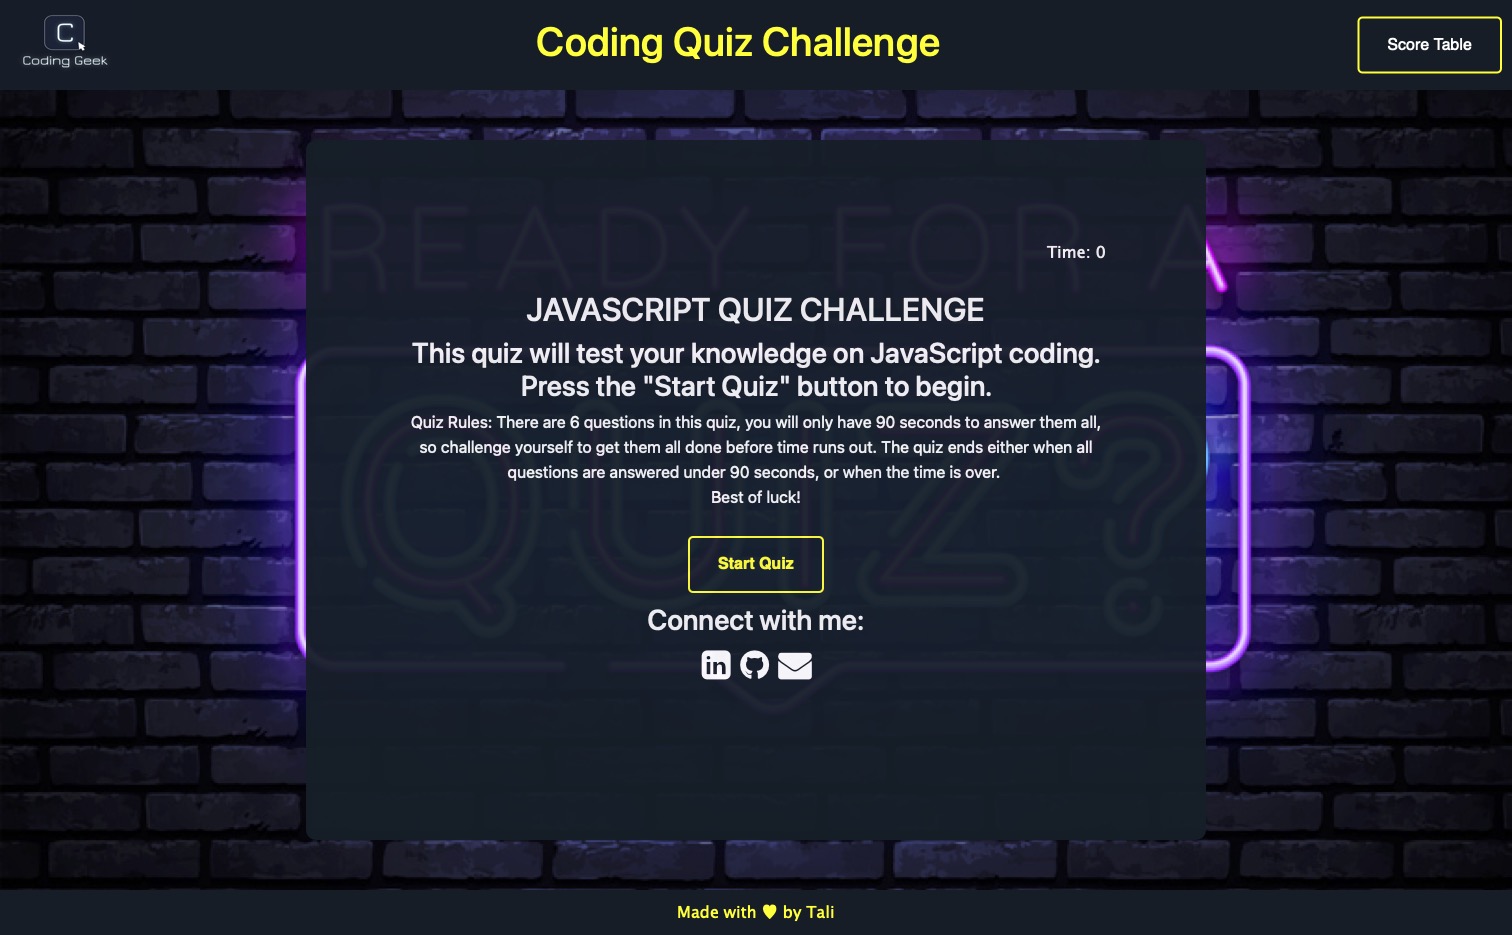 C
Coding Geek
Coding Quiz Challenge
Score Table
READY FOR A
Time: 0
JAVASCRIPT QUIZ CHALLENGE
This quiz will test your knowledge on JavaScript coding.
Press the "Start Quiz" button to begin.
Quiz Rules: There are 6 questions in this quiz, you will only have 90 seconds to answer them all,
so challenge yourself to get them all done before time runs out. The quiz ends either when all
questions are answered under 90 seconds, or when the time is over.
Best of luck!
QUIZ?
Start Quiz
Connect with me:
in
Made with ♥ by Tali